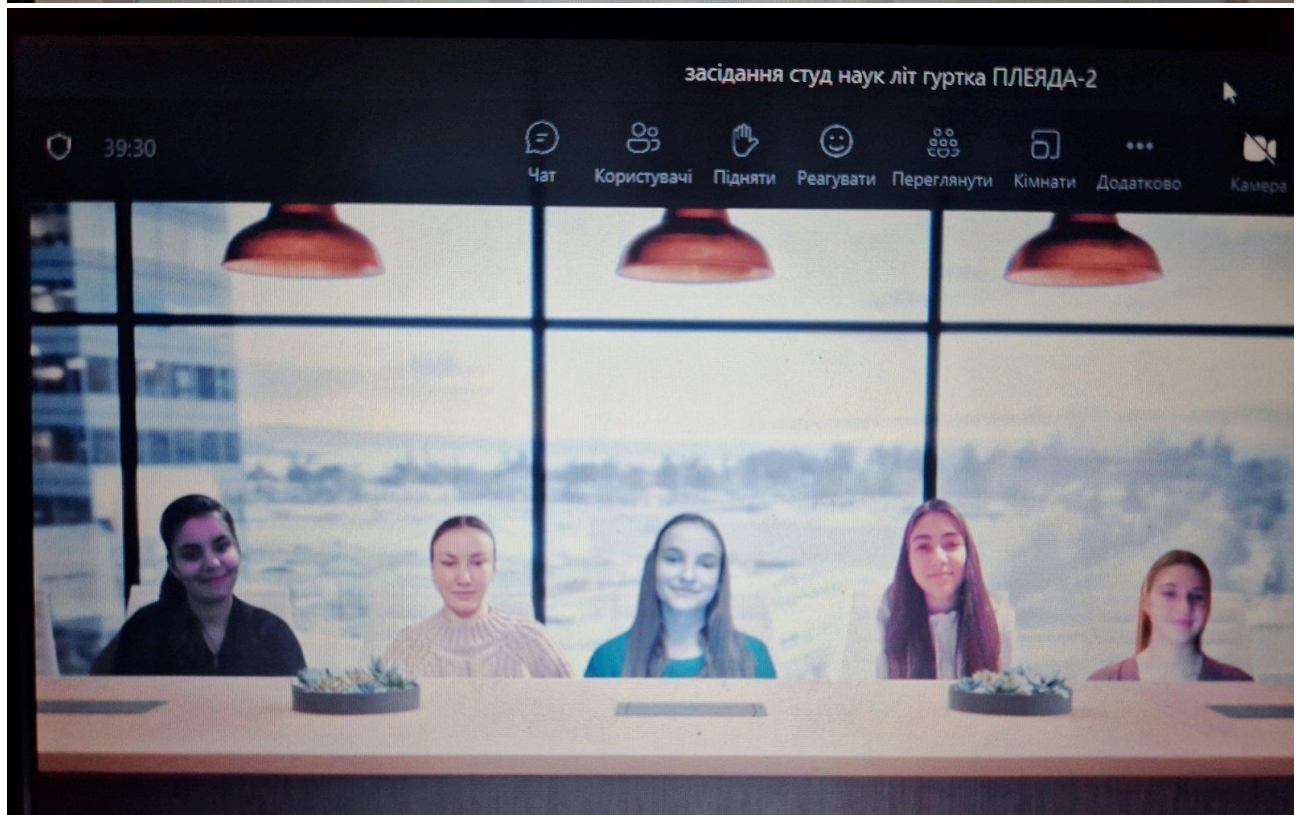 засідання студ наук літ гуртка ПЛЕЯДА-2
39:30
Чат
Користувачі
Підняти
Реагувати
Переглянути
Кімнати
Додатково
Камера